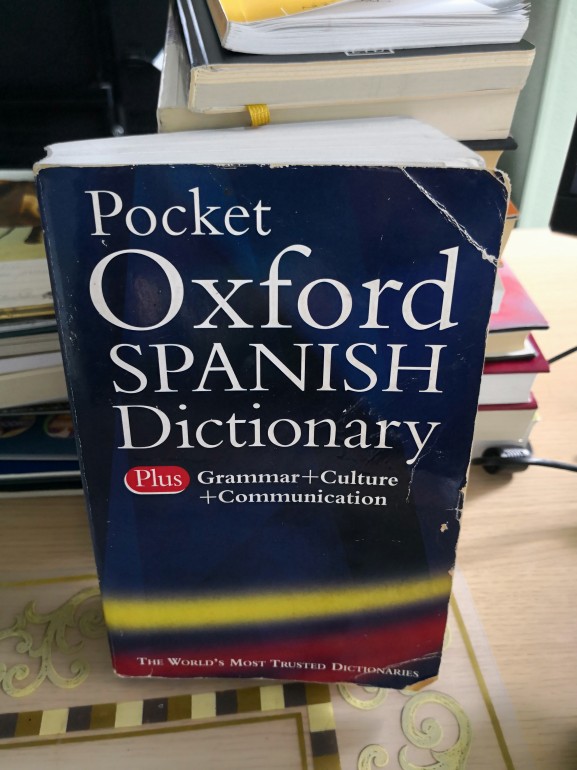 Pocket
Oxford
SPANISH
Dictionary
Plus Grammar+Culture
+Communication
THE WORLD'S MOST TRUSTED DICTIONARIES